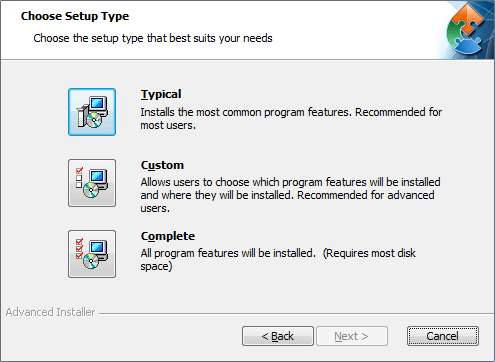 Choose Setup Type
Choose the setup type that best suits your needs
Typical
Installs the most common program features. Recommended for
most users.
Custom
Allows users to choose which program features will be installed
and where they will be installed. Recommended for advanced
users.
Complete
All program features will be installed.  (Requires most disk
space)
Advanced Installer
< Back
Next >
Cancel